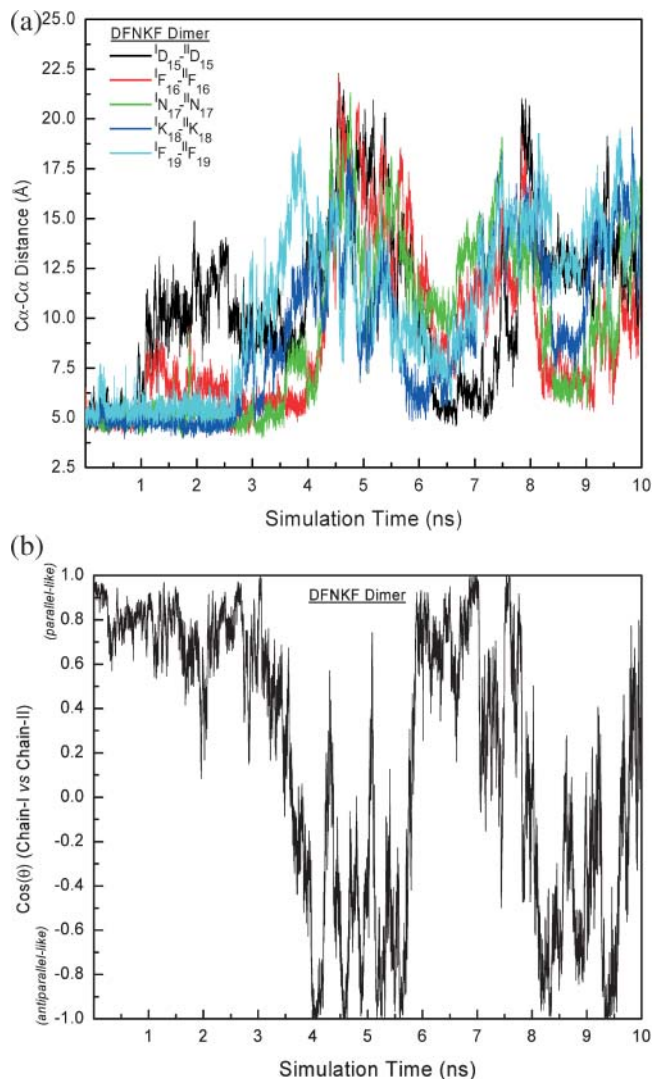 (a)
25.0
22.5
20.0
17.5
15.0
12.5
10.0
7.5
5.0
2.5
Cα-Cα Distance (Å)
DFNKF Dimer
ᴵD₁₅-ᴵᴵD₁₅
ᴵF₁₆-ᴵᴵF₁₆
ᴵN₁₇-ᴵᴵN₁₇
ᴵK₁₈-ᴵᴵK₁₈
ᴵF₁₉-ᴵᴵF₁₉
1 2 3 4 5 6 7 8 9 10
Simulation Time (ns)
(b)
1.0
0.8
0.6
0.4
0.2
0.0
-0.2
-0.4
-0.6
-0.8
-1.0
(parallel-like)
Cos(θ) (Chain-I vs Chain-II)
(antiparallel-like)
DFNKF Dimer
1 2 3 4 5 6 7 8 9 10
Simulation Time (ns)